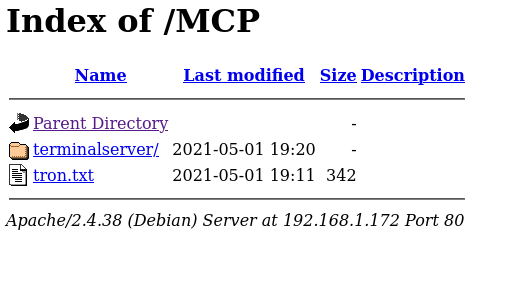 Index of /MCP
Name Last modified Size Description
Parent Directory -
terminalserver/ 2021-05-01 19:20 -
tron.txt 2021-05-01 19:11 342
Apache/2.4.38 (Debian) Server at 192.168.1.172 Port 80